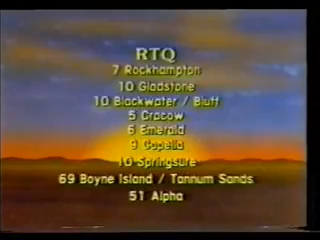 RTQ
7 Rockhampton
10 Gladstone
10 Blackwater / Bluff
5 Cracow
6 Emerald
9 Capella
10 Springsure
69 Boyne Island / Tannum Sands
51 Alpha